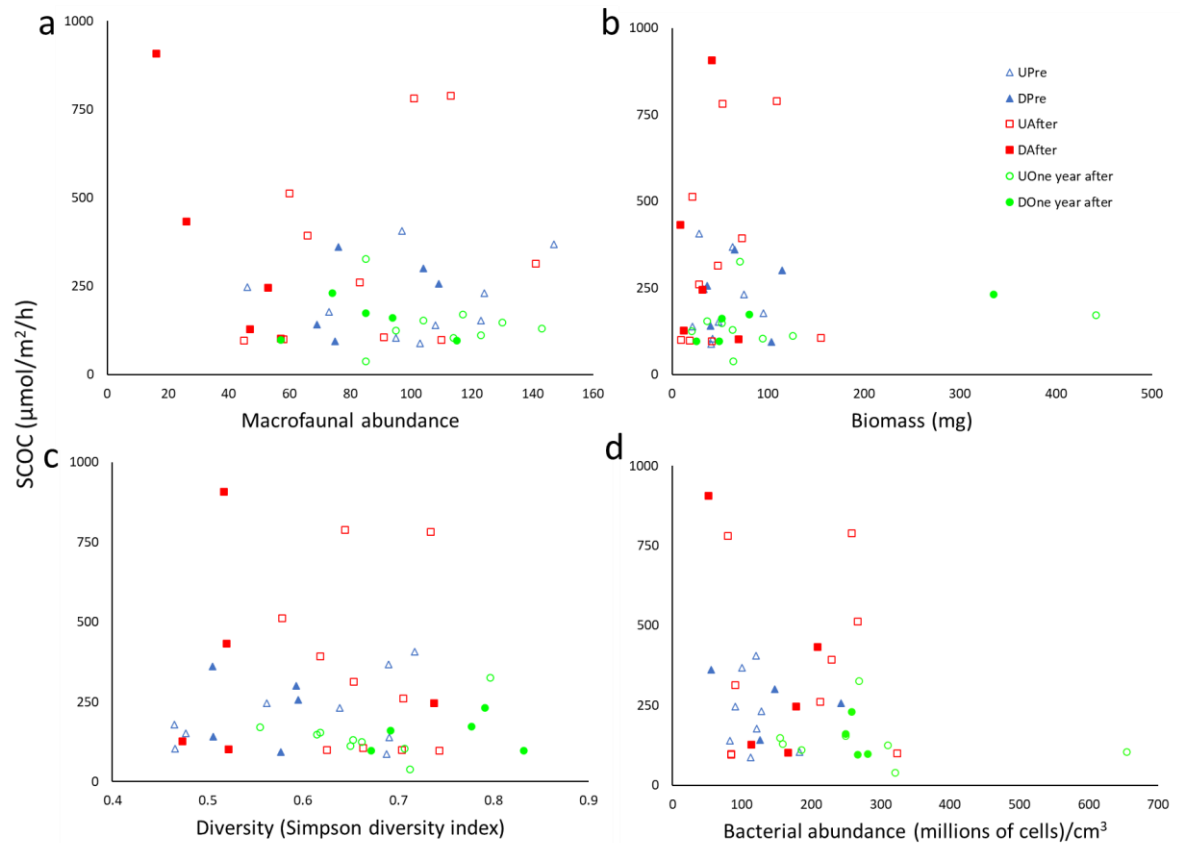 a
1000
750
500
250
0
0 20 40 60 80 100 120 140 160
Macrofaunal abundance
b
1000
750
500
250
0
0 100 200 300 400 500
Biomass (mg)
UPre
DPre
UAfter
DAfter
UOne year after
DOne year after
SCOC (μmol/m²/h)
c
1000
750
500
250
0
0.4 0.5 0.6 0.7 0.8 0.9
Diversity (Simpson diversity index)
d
1000
750
500
250
0
0 100 200 300 400 500 600 700
Bacterial abundance (millions of cells)/cm³